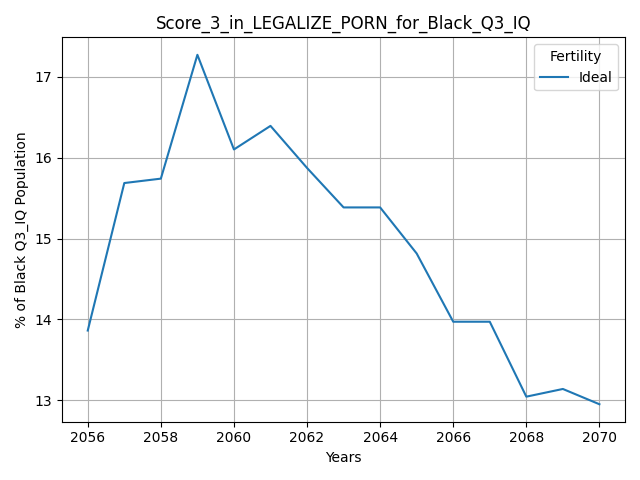 Score_3_in_LEGALIZE_PORN_for_Black_Q3_IQ
Fertility
Ideal
% of Black Q3_IQ Population
17
16
15
14
13
2056 2058 2060 2062 2064 2066 2068 2070
Years